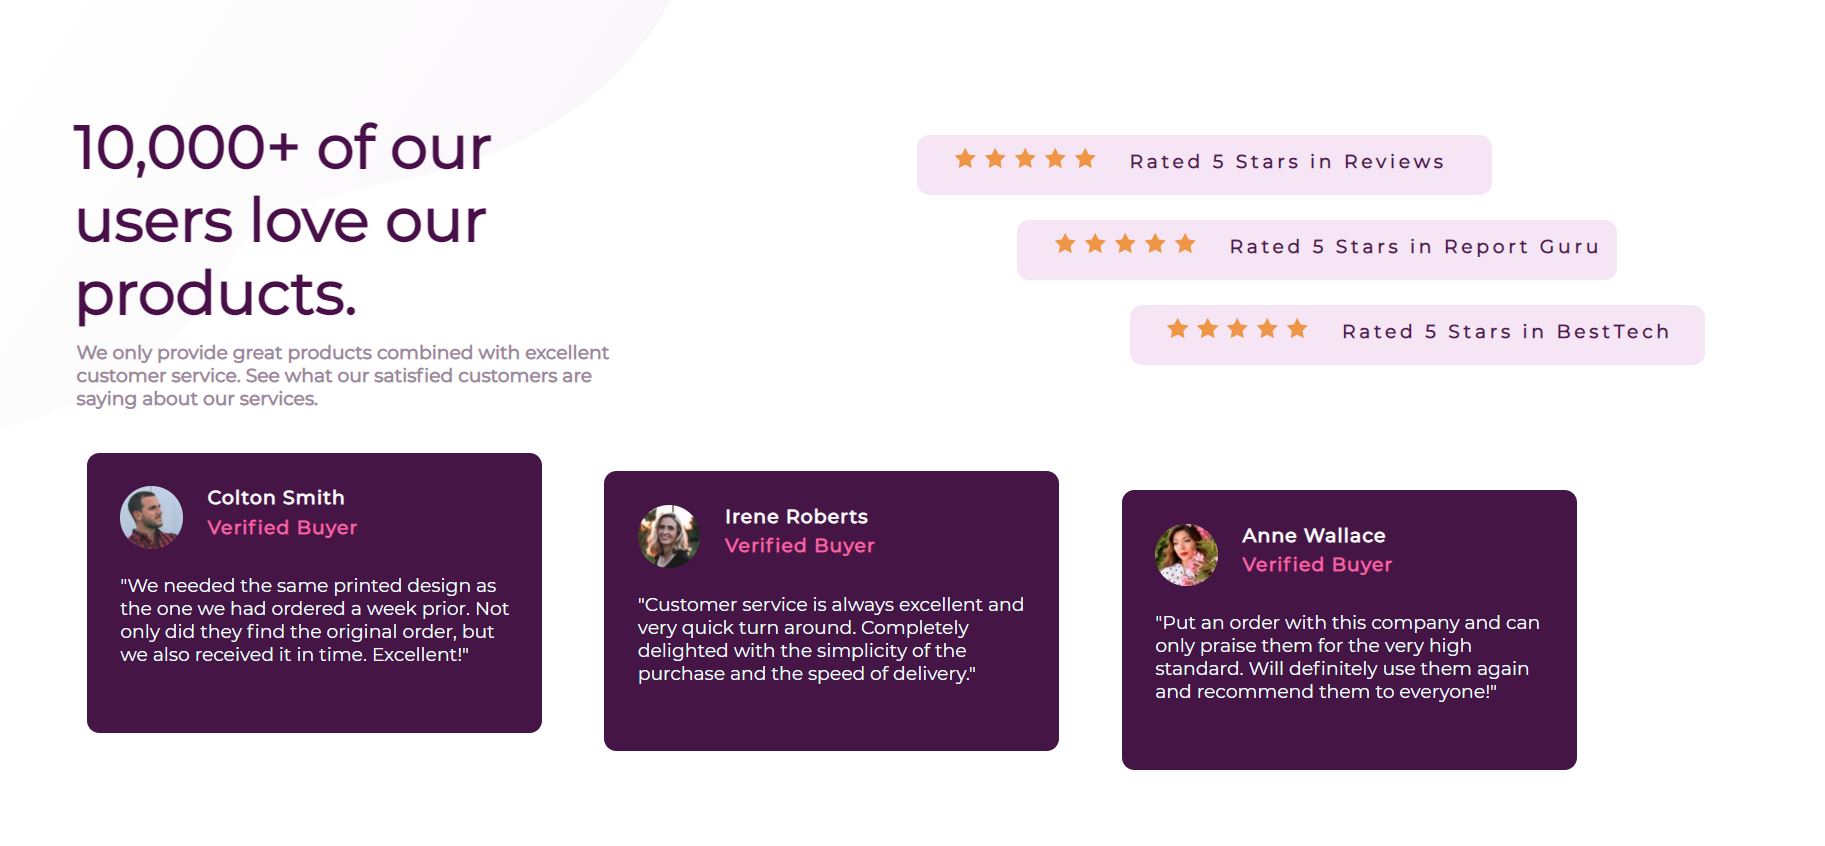 10,000+ of our
users love our
products.
We only provide great products combined with excellent
customer service. See what our satisfied customers are
saying about our services.
Rated 5 Stars in Reviews
Rated 5 Stars in Report Guru
Rated 5 Stars in BestTech
Colton Smith
Verified Buyer
"We needed the same printed design as
the one we had ordered a week prior. Not
only did they find the original order, but
we also received it in time. Excellent!"
Irene Roberts
Verified Buyer
"Customer service is always excellent and
very quick turn around. Completely
delighted with the simplicity of the
purchase and the speed of delivery."
Anne Wallace
Verified Buyer
"Put an order with this company and can
only praise them for the very high
standard. Will definitely use them again
and recommend them to everyone!"